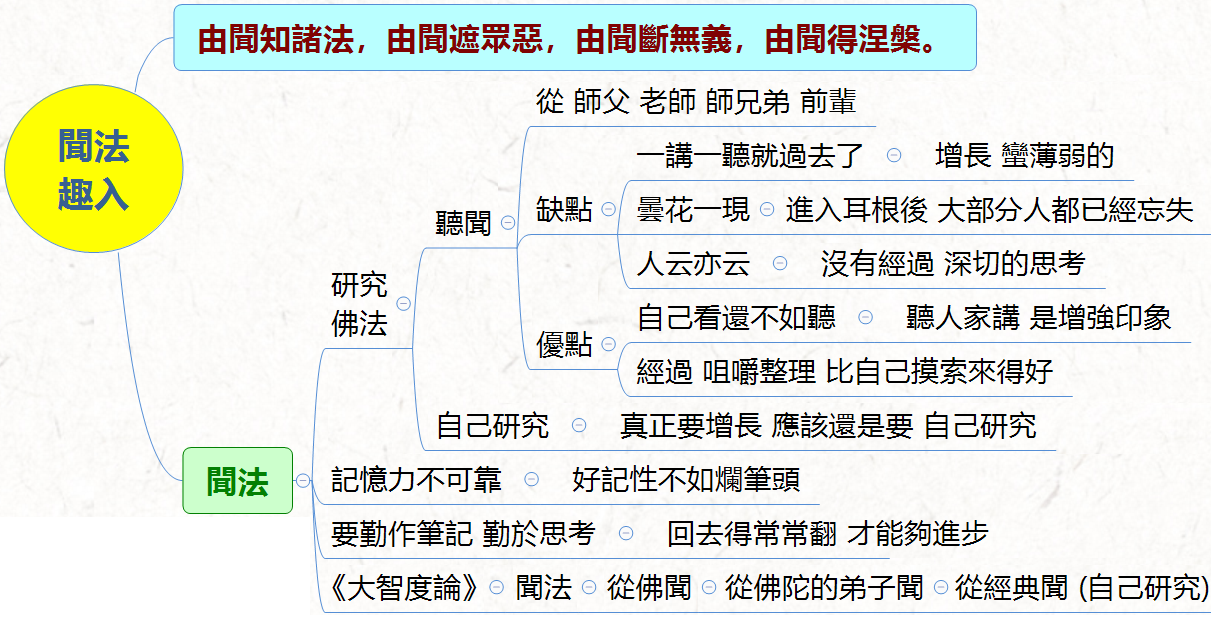 由聞知諸法，由聞遮眾惡，由聞斷無義，由聞得涅槃。
聞法
趣入
從 師父 老師 師兄弟 前輩
一講一聽就過去了 增長 蠻薄弱的
缺點 曇花一現 進入耳根後 大部分人都已經忘失
聽聞
人云亦云 沒有經過 深切的思考
研究
佛法
自己看還不如聽 聽人家講 是增強印象
優點
經過 咀嚼整理 比自己摸索來得好
自己研究 真正要增長 應該還是要 自己研究
聞法
記憶力不可靠 好記性不如爛筆頭
要勤作筆記 勤於思考 回去得常常翻 才能夠進步
《大智度論》 聞法 從佛聞 從佛陀的弟子聞 從經典聞 (自己研究)